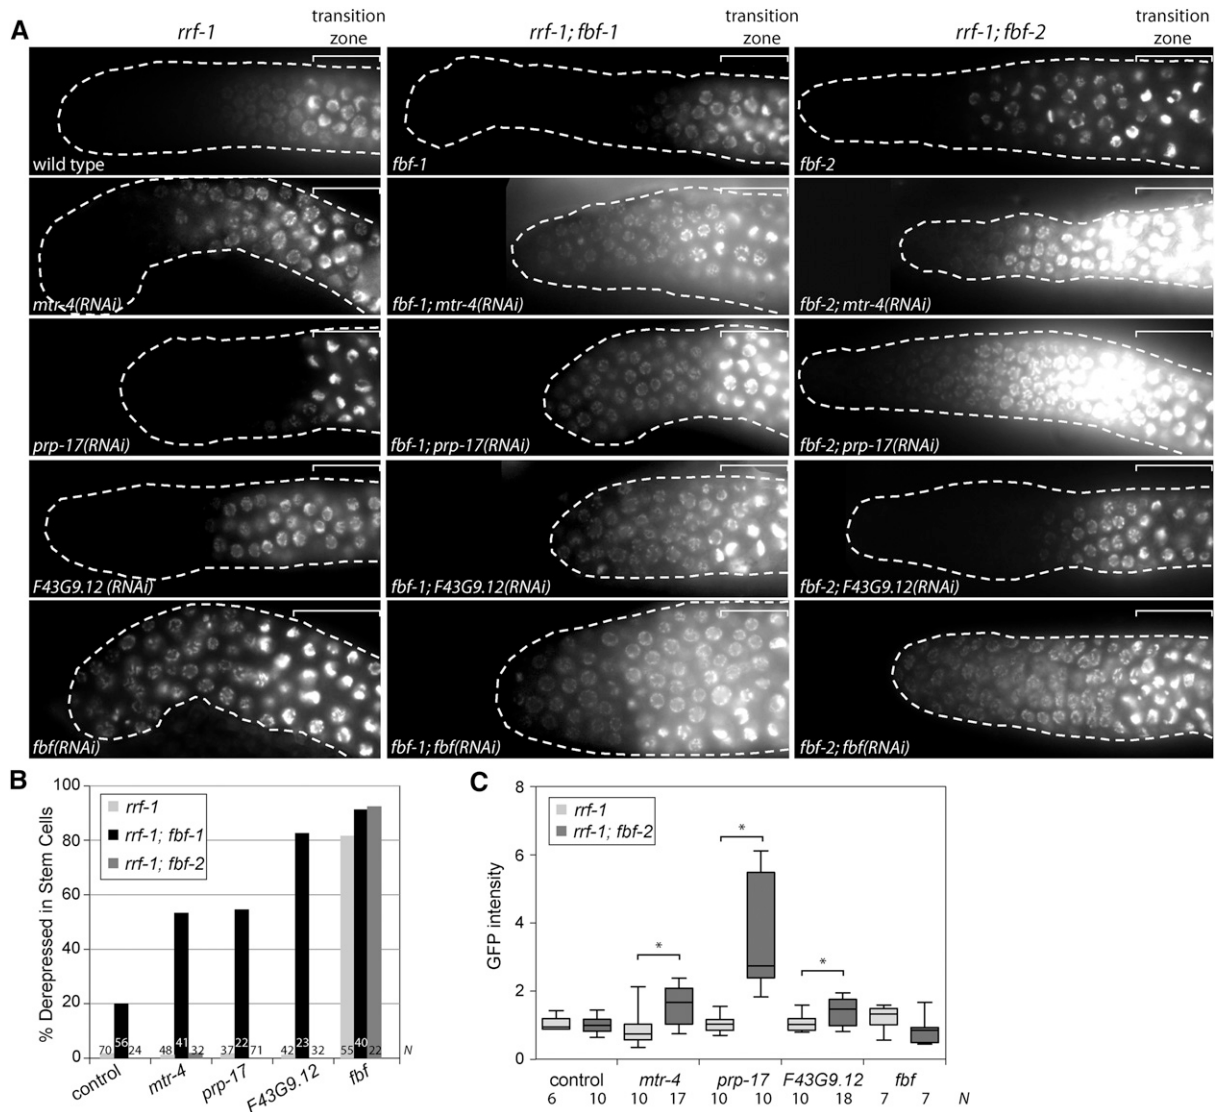 A
rrf-1
rrf-1; fbf-1
rrf-1; fbf-2
transition zone
transition zone
transition zone
wild type
fbf-1
fbf-2
mtr-4(RNAi)
fbf-1; mtr-4(RNAi)
fbf-2; mtr-4(RNAi)
prp-17(RNAi)
fbf-1; prp-17(RNAi)
fbf-2; prp-17(RNAi)
F43G9.12 (RNAi)
fbf-1; F43G9.12(RNAi)
fbf-2; F43G9.12(RNAi)
fbf(RNAi)
fbf-1; fbf(RNAi)
fbf-2; fbf(RNAi)
B
% Derepressed in Stem Cells
100
80
60
40
20
0
rrf-1
rrf-1; fbf-1
rrf-1; fbf-2
70 56 24 48 41 32 37 22 71 42 23 32 55 40 22 N
control mtr-4 prp-17 F43G9.12 fbf
C
GFP intensity
8
6
4
2
0
rrf-1
rrf-1; fbf-2
* * *
control mtr-4 prp-17 F43G9.12 fbf
6 10 10 17 10 10 10 18 7 7 N